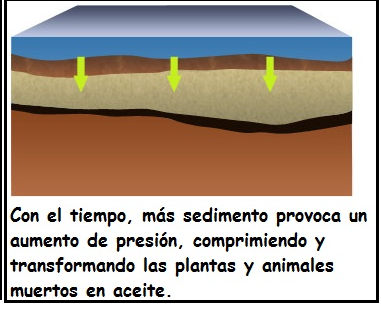 Con el tiempo, más sedimento provoca un
aumento de presión, comprimiendo y
transformando las plantas y animales
muertos en aceite.